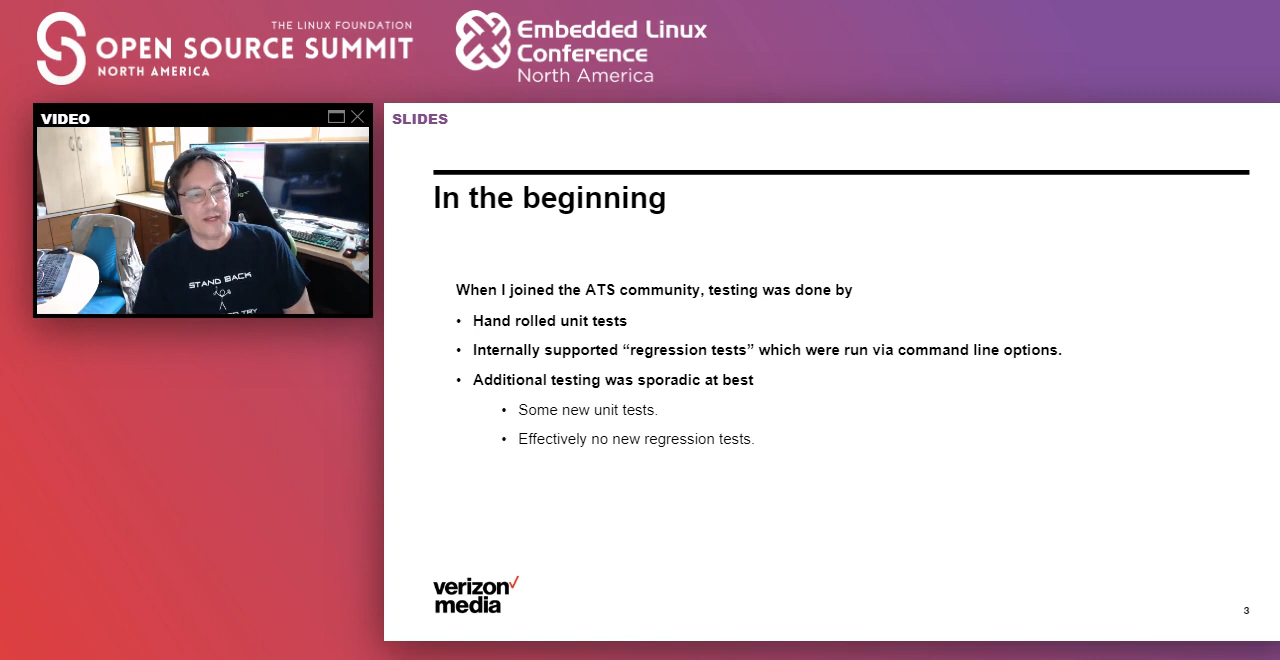 THE LINUX FOUNDATION
OPEN SOURCE SUMMIT
NORTH AMERICA
Embedded Linux
Conference
North America
VIDEO
STAND BACK
TO TRY
SLIDES
In the beginning
When I joined the ATS community, testing was done by
• Hand rolled unit tests
• Internally supported “regression tests” which were run via command line options.
• Additional testing was sporadic at best
• Some new unit tests.
• Effectively no new regression tests.
verizon✓
media
3